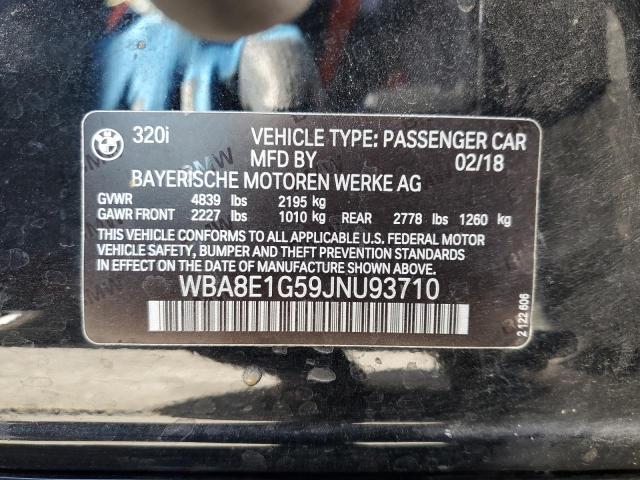 320i VEHICLE TYPE: PASSENGER CAR
MFD BY 02/18
BAYERISCHE MOTOREN WERKE AG
GVWR 4839 lbs 2195 kg
GAWR FRONT 2227 lbs 1010 kg REAR 2778 lbs 1260 kg
THIS VEHICLE CONFORMS TO ALL APPLICABLE U.S. FEDERAL MOTOR
VEHICLE SAFETY, BUMPER AND THEFT PREVENTION STANDARDS
IN EFFECT ON THE DATE OF MANUFACTURE SHOWN ABOVE.
WBA8E1G59JNU93710
2 122 606
BMW